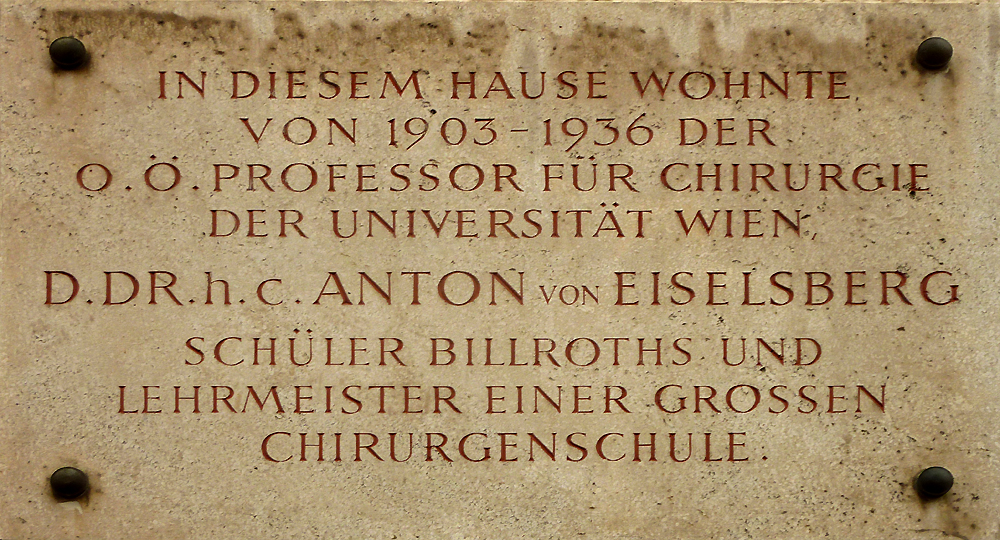 IN DIESEM HAUSE WOHNTE
VON 1903–1936 DER
O.Ö.PROFESSOR FÜR CHIRURGIE
DER UNIVERSITÄT WIEN,
D.DR.h.c.ANTON VON EISELSBERG
SCHÜLER BILLROTHS UND
LEHRMEISTER EINER GROSSEN
CHIRURGENSCHULE.